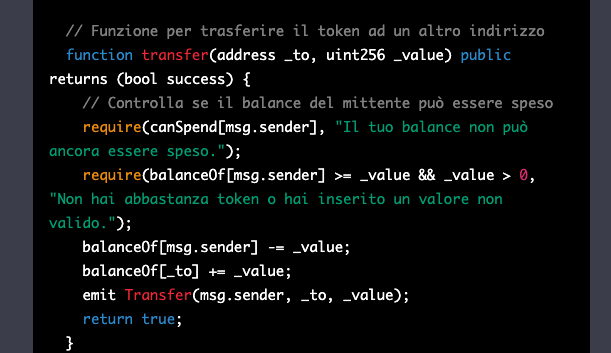 // Funzione per trasferire il token ad un altro indirizzo
function transfer(address _to, uint256 _value) public
returns (bool success) {
// Controlla se il balance del mittente può essere speso
require(canSpend[msg.sender], "Il tuo balance non può
ancora essere speso.");
require(balanceOf[msg.sender] >= _value && _value > 0,
"Non hai abbastanza token o hai inserito un valore non
valido.");
balanceOf[msg.sender] -= _value;
balanceOf[_to] += _value;
emit Transfer(msg.sender, _to, _value);
return true;
}